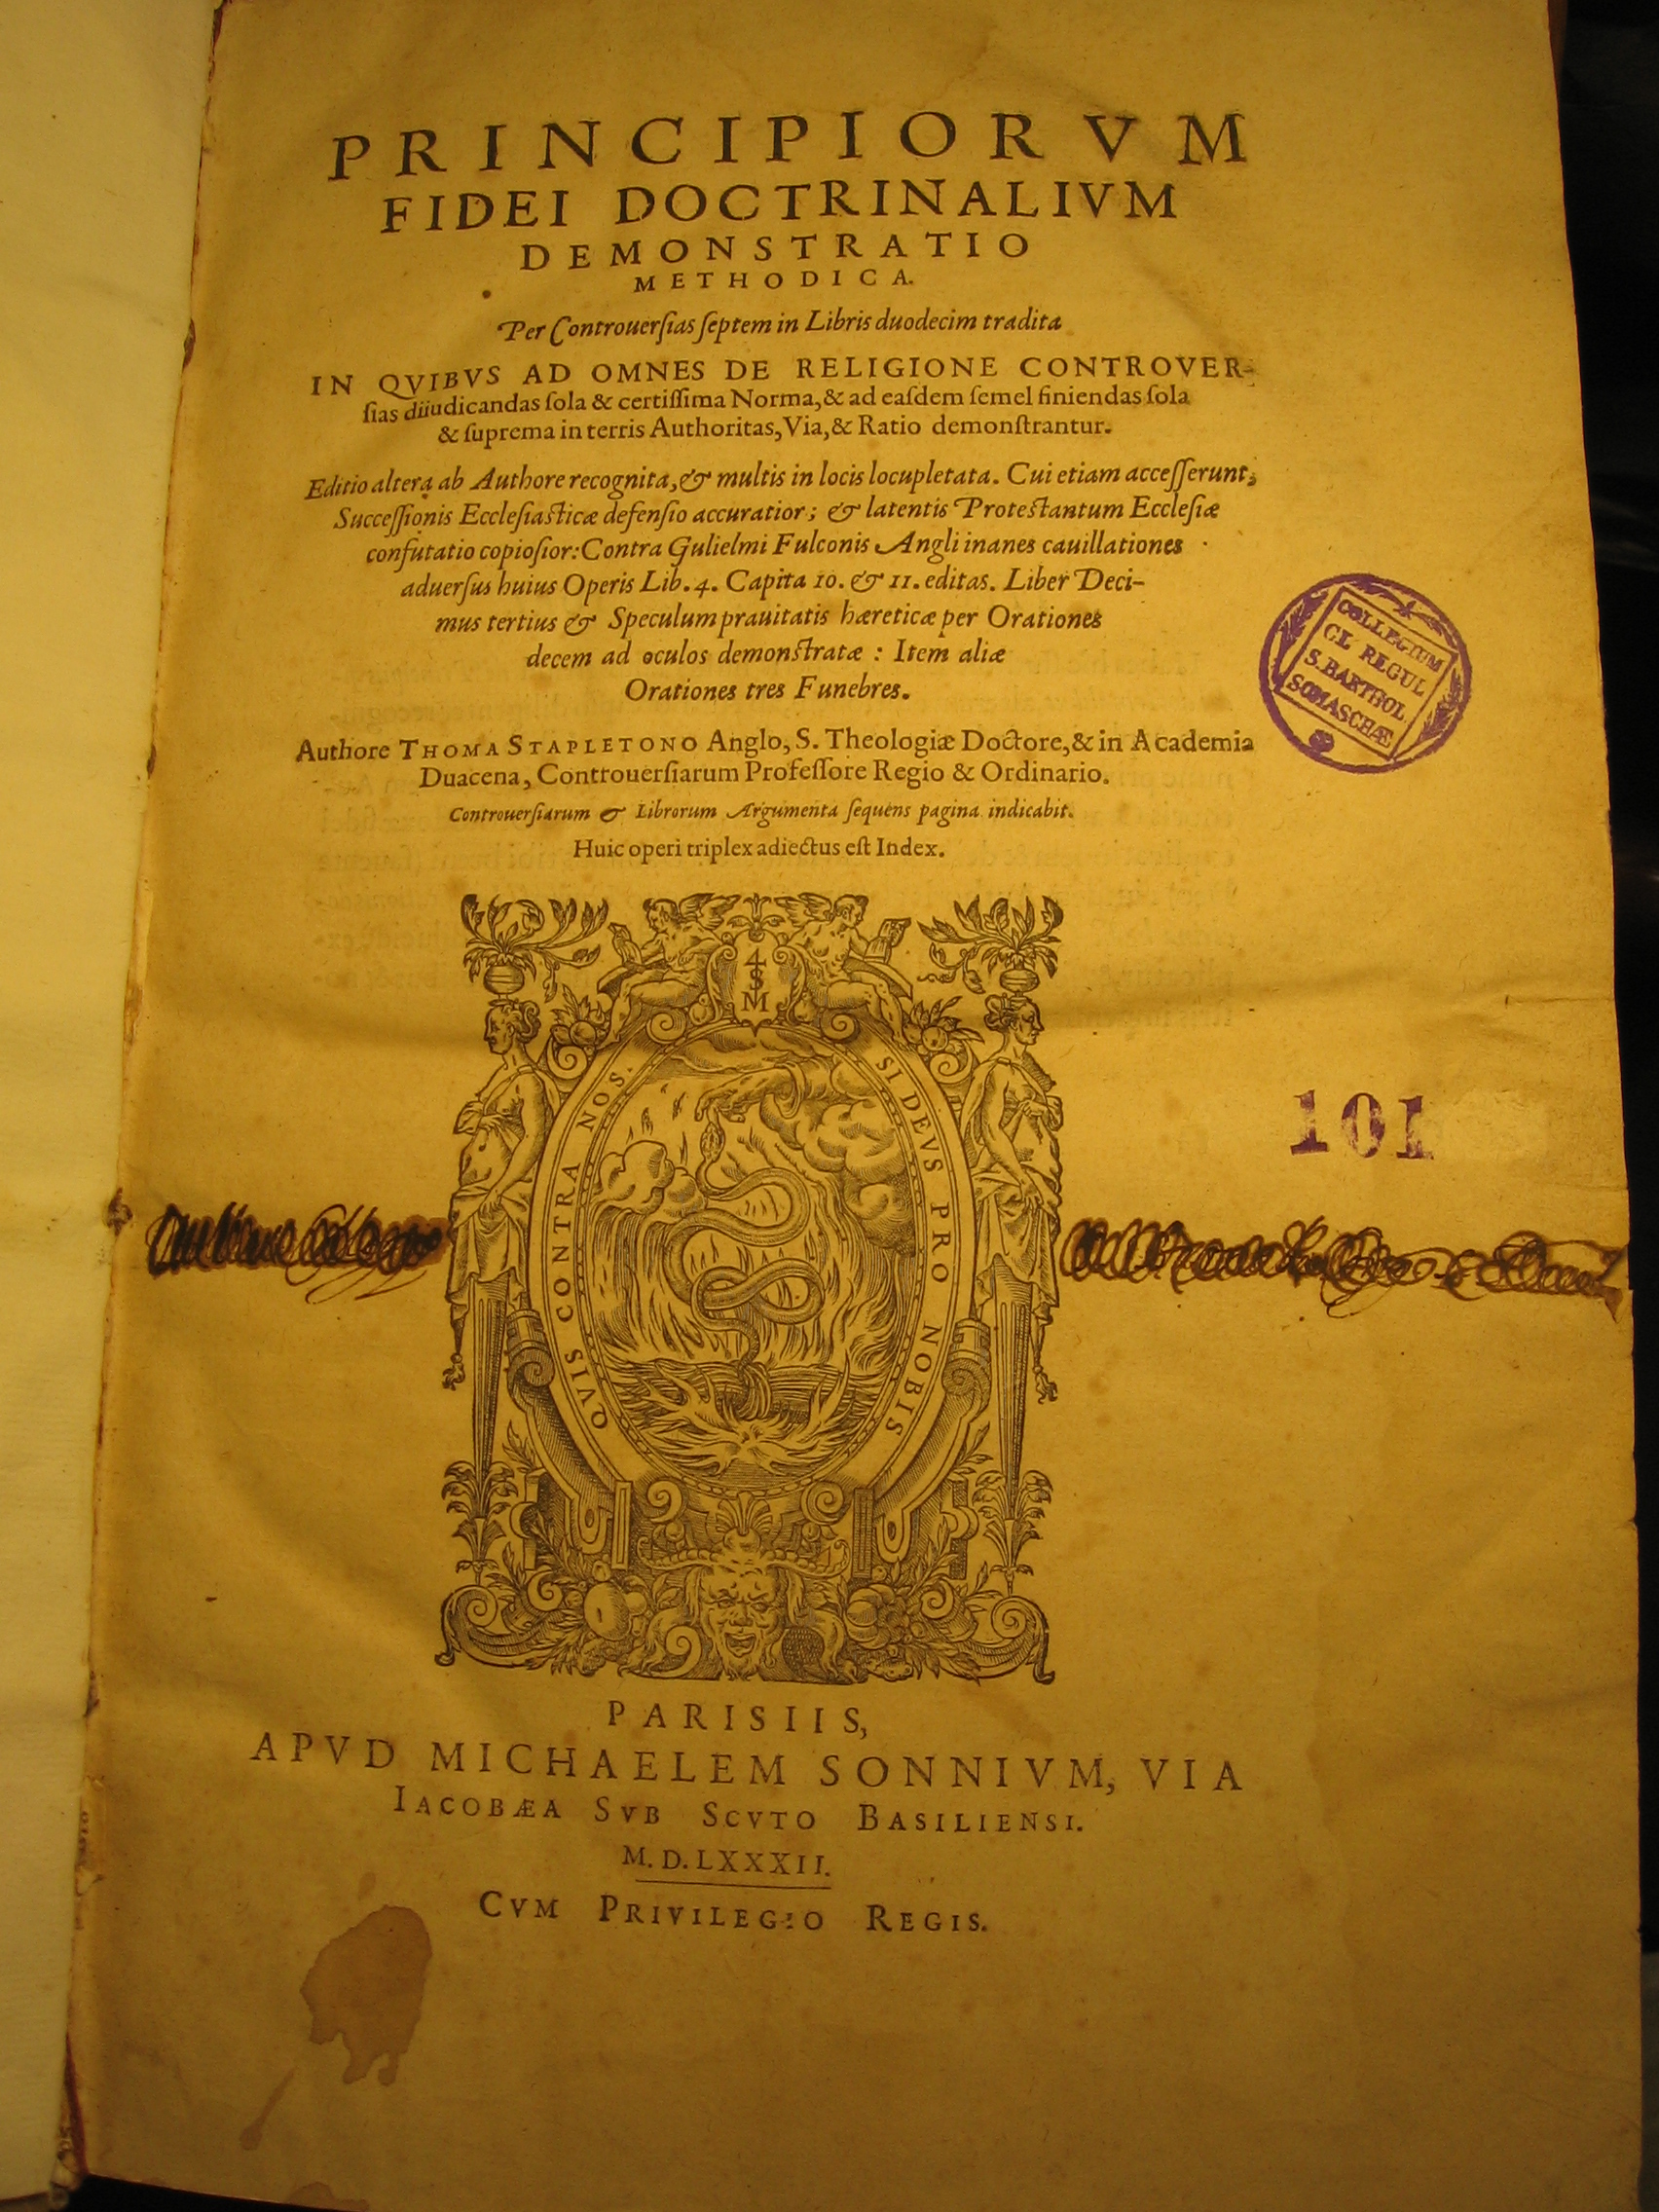 PRINCIPIORVM
FIDEI DOCTRINALIVM
DEMONSTRATIO
METHODICA.
Per Controuerſias ſeptem in Libris duodecim tradita
IN QVIBVS AD OMNES DE RELIGIONE CONTROVER-
ſias diiudicandas ſola & certiſſima Norma, & ad eaſdem ſemel finiendas ſola
& ſuprema in terris Authoritas, Via, & Ratio demonſtrantur.
Editio altera ab Authore recognita, & multis in locis locupletata. Cui etiam acceſſerunt,
Succeſſionis Eccleſiaſticæ defenſio accuratior; & latentis Proteſtantum Eccleſiæ
confutatio copioſior: Contra Gulielmi Fulconis Angli inanes cauillationes
aduerſus huius Operis Lib. 4. Capita 10. & 11. editas. Liber Deci-
mus tertius & Speculum prauitatis hæreticæ per Orationes
decem ad oculos demonſtratæ : Item aliæ
Orationes tres Funebres.
COLLEGIUM
CL REGUL
S. BARTHOL
SOMASCHÆ
Authore THOMA STAPLETONO Anglo, S. Theologiæ Doctore, & in Academia
Duacena, Controuerſiarum Profeſſore Regio & Ordinario.
Controuerſiarum & Librorum Argumenta ſequens pagina indicabit.
Huic operi triplex adiectus eſt Index.
4
S
M
SI DEVS PRO NOBIS
QVIS CONTRA NOS.
101
PARISIIS,
APVD MICHAELEM SONNIVM, VIA
IACOBÆA SVB SCVTO BASILIENSI.
M. D. LXXXII.
CVM PRIVILEGIO REGIS.